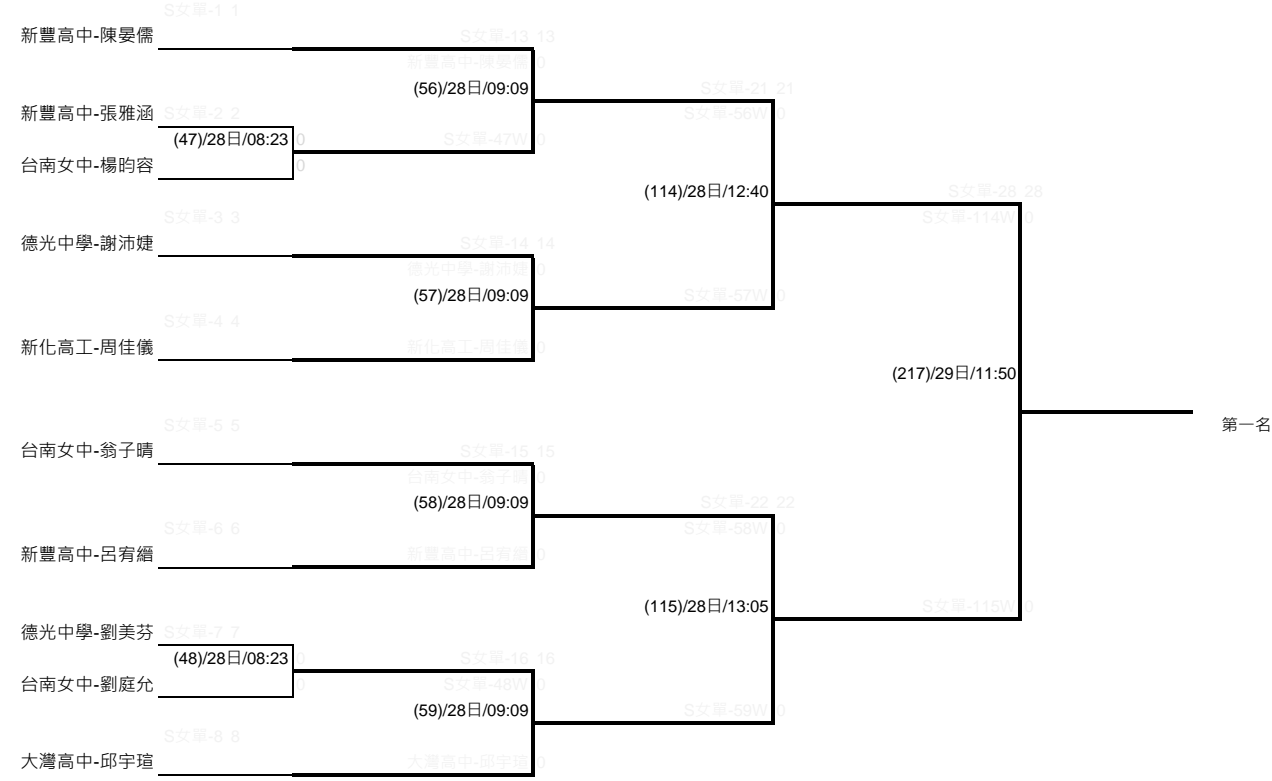 S女單-1 1
新豐高中-陳晏儒
S女單-13 13
新豐高中-陳晏儒 0
(56)/28日/09:09
S女單-21 21
新豐高中-張雅涵 S女單-2 2
S女單-56W 0
(47)/28日/08:23 0
S女單-47W 0
台南女中-楊昀容
0
(114)/28日/12:40
S女單-28 28
S女單-3 3
S女單-114W 0
德光中學-謝沛婕
S女單-14 14
德光中學-謝沛婕 0
(57)/28日/09:09
S女單-57W 0
S女單-4 4
新化高工-周佳儀
新化高工-周佳儀 0
(217)/29日/11:50
第一名
S女單-5 5
台南女中-翁子晴
S女單-15 15
台南女中-翁子晴 0
(58)/28日/09:09
S女單-22 22
S女單-6 6
S女單-58W 0
新豐高中-呂宥縉
新豐高中-呂宥縉 0
(115)/28日/13:05
S女單-115W 0
德光中學-劉美芬 S女單-7 7
(48)/28日/08:23 0
S女單-16 16
台南女中-劉庭允
0
S女單-48W 0
(59)/28日/09:09
S女單-59W 0
S女單-8 8
大灣高中-邱宇瑄
大灣高中-邱宇瑄 0